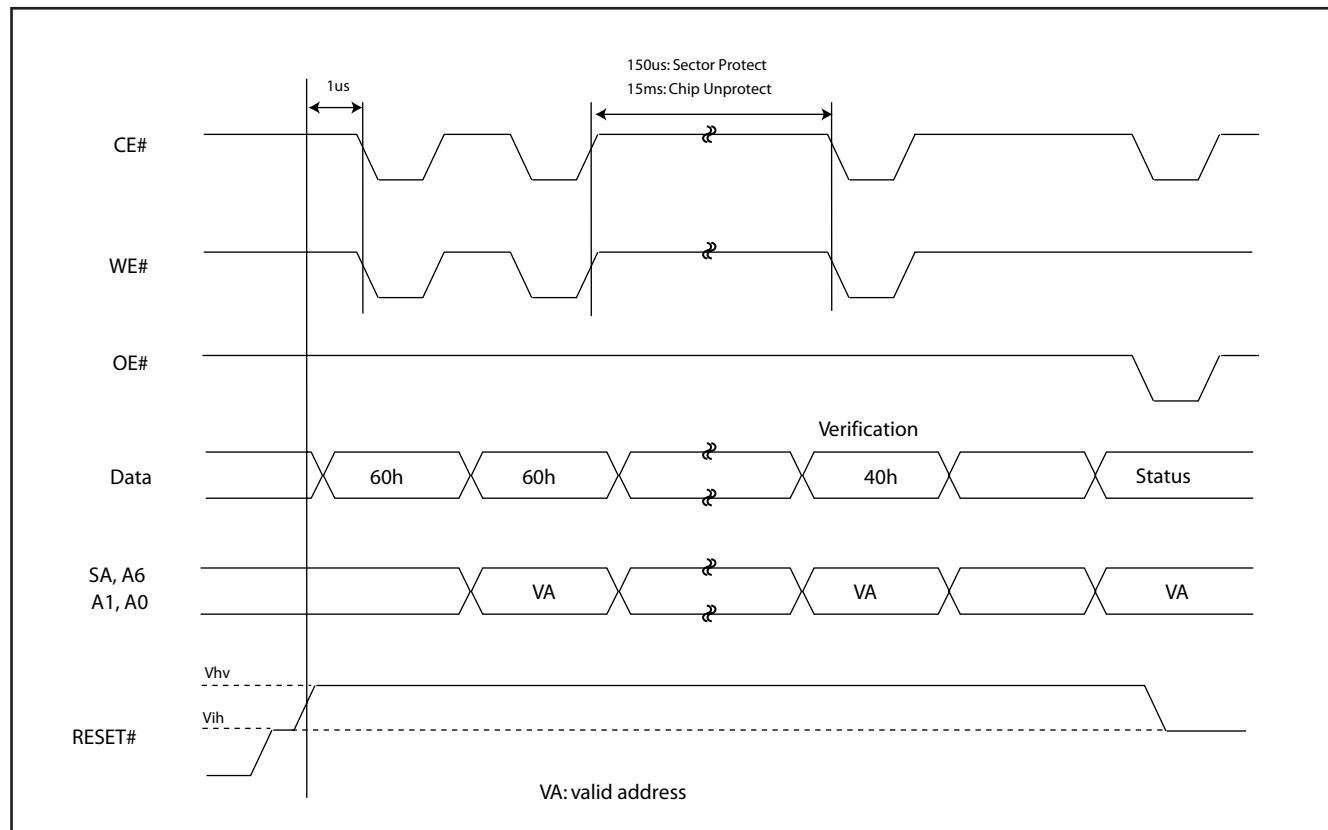 150us: Sector Protect
15ms: Chip Unprotect
1us
CE#
WE#
OE#
Verification
Data
60h
60h
40h
Status
SA, A6
A1, A0
VA
VA
VA
Vhv
Vih
RESET#
VA: valid address